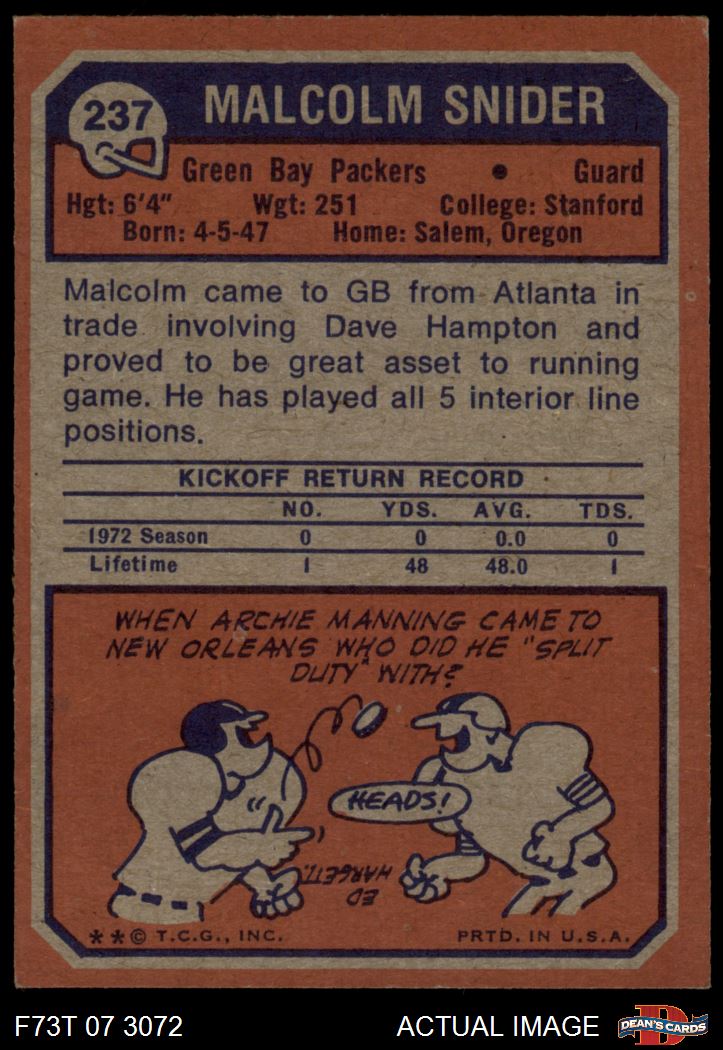 237
MALCOLM SNIDER
Green Bay Packers • Guard
Hgt: 6'4" Wgt: 251 College: Stanford
Born: 4-5-47 Home: Salem, Oregon
Malcolm came to GB from Atlanta in
trade involving Dave Hampton and
proved to be great asset to running
game. He has played all 5 interior line
positions.
KICKOFF RETURN RECORD
NO. YDS. AVG. TDS.
1972 Season 0 0 0.0 0
Lifetime 1 48 48.0 1
WHEN ARCHIE MANNING CAME TO
NEW ORLEANS WHO DID HE "SPLIT
DUTY" WITH?
HEADS!
ED
HARGETT.
**© T.C.G., INC. PRTD. IN U.S.A.
F73T 07 3072 ACTUAL IMAGE
D
DEAN'S CARDS